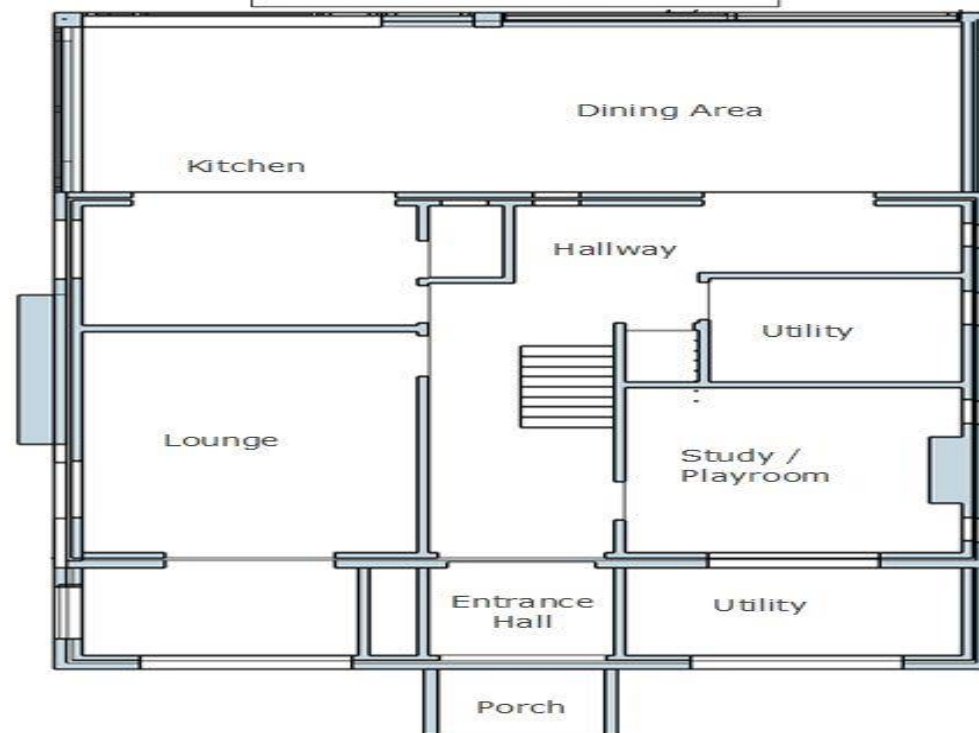 Dining Area
Kitchen
Hallway
Utility
Lounge
Study /
Playroom
Entrance
Hall
Utility
Porch